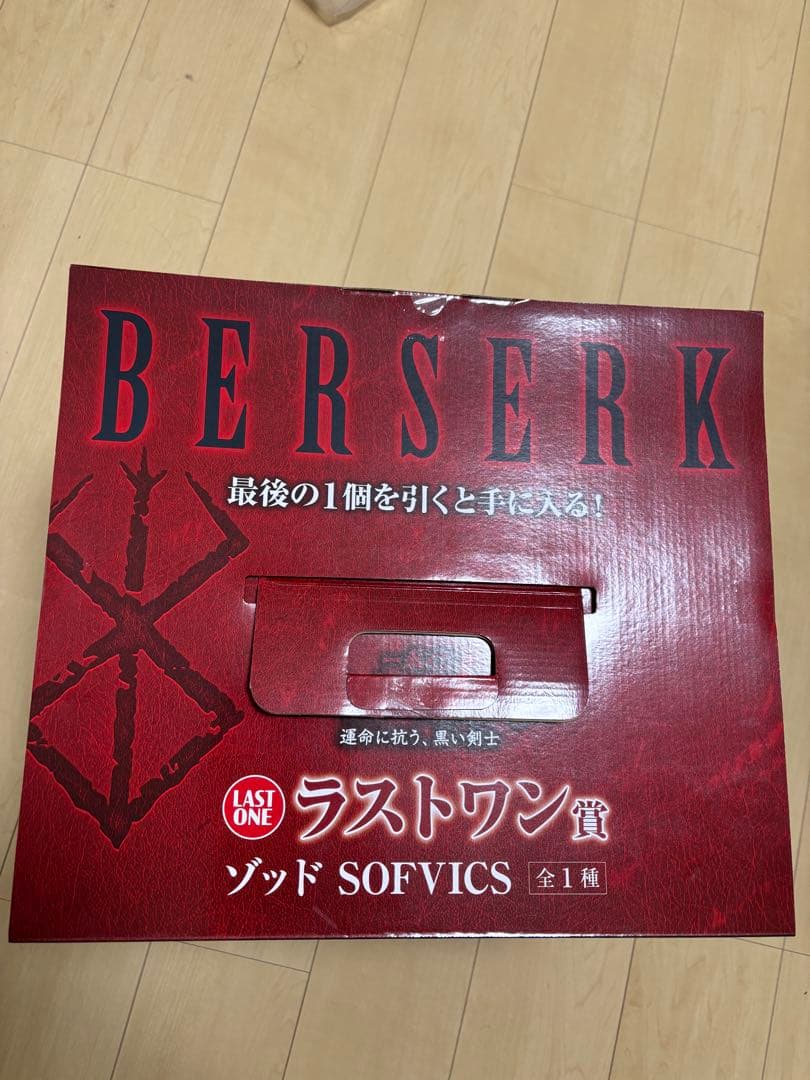 BERSERK
最後の1個を引くと手に入る!
運命に抗う、黒い剣士
LAST ONE ラストワン賞
ゾッド SOFVICS 全1種